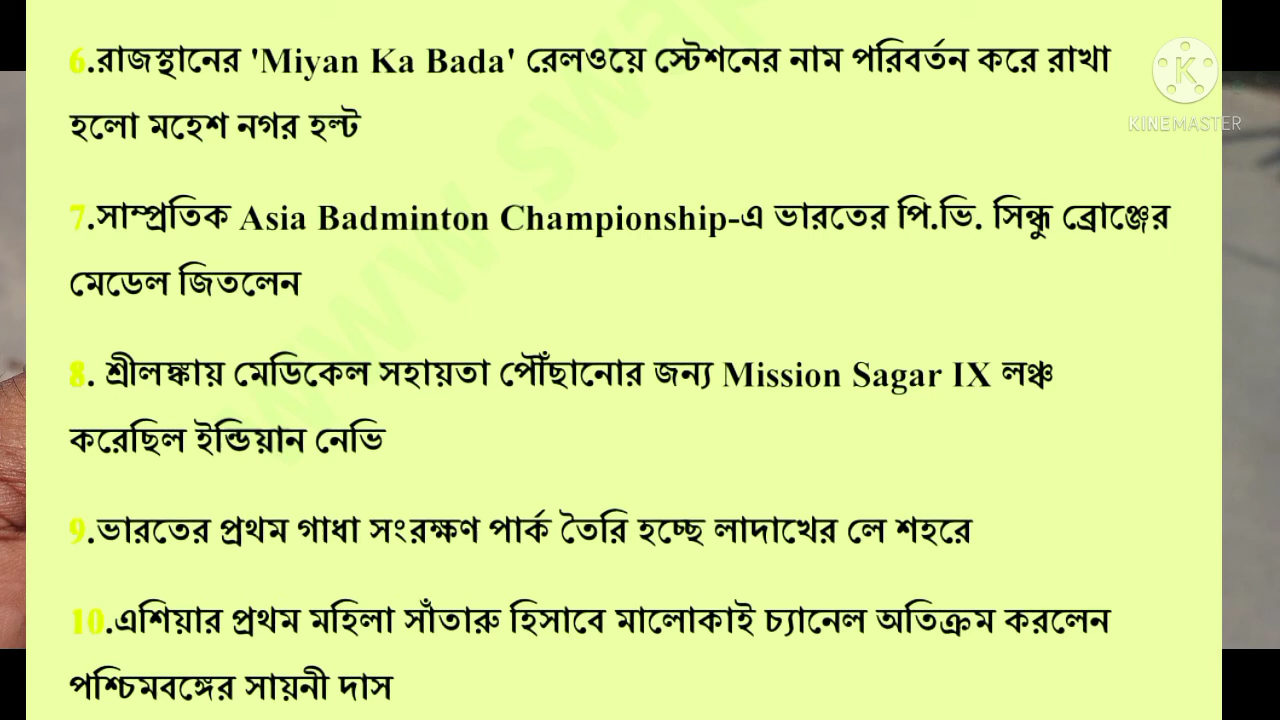 6.রাজস্থানের 'Miyan Ka Bada' রেলওয়ে স্টেশনের নাম পরিবর্তন করে রাখা
হলো মহেশ নগর হল্ট
7.সাম্প্রতিক Asia Badminton Championship-এ ভারতের পি.ভি. সিন্ধু ব্রোঞ্জের
মেডেল জিতলেন
8. শ্রীলঙ্কায় মেডিকেল সহায়তা পৌঁছানোর জন্য Mission Sagar IX লঞ্চ
করেছিল ইন্ডিয়ান নেভি
9.ভারতের প্রথম গাধা সংরক্ষণ পার্ক তৈরি হচ্ছে লাদাখের লে শহরে
10.এশিয়ার প্রথম মহিলা সাঁতারু হিসাবে মালোকাই চ্যানেল অতিক্রম করলেন
পশ্চিমবঙ্গের সায়নী দাস
K
KINEMASTER